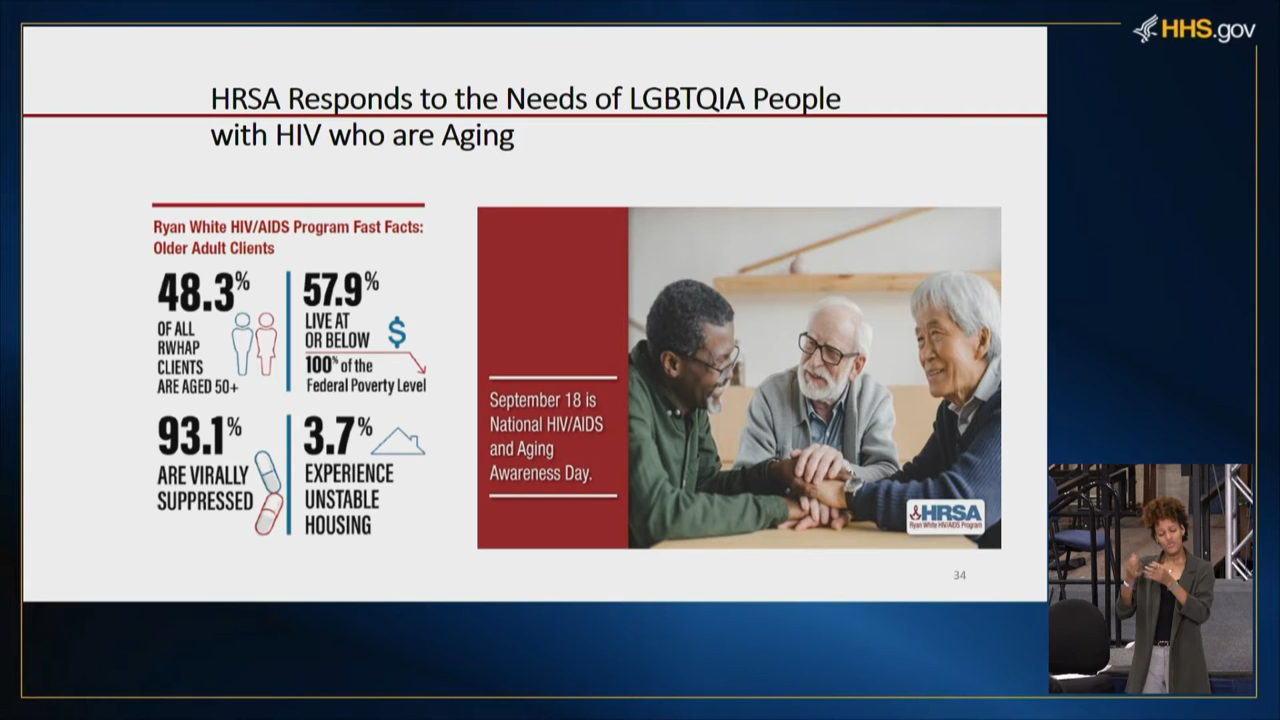 HHS.gov
HRSA Responds to the Needs of LGBTQIA People
with HIV who are Aging
Ryan White HIV/AIDS Program Fast Facts:
Older Adult Clients
48.3%
OF ALL
RWHAP
CLIENTS
ARE AGED 50+
57.9%
LIVE AT
OR BELOW
$
100% of the
Federal Poverty Level
93.1%
ARE VIRALLY
SUPPRESSED
3.7%
EXPERIENCE
UNSTABLE
HOUSING
September 18 is
National HIV/AIDS
and Aging
Awareness Day.
HRSA
Ryan White HIV/AIDS Program
34